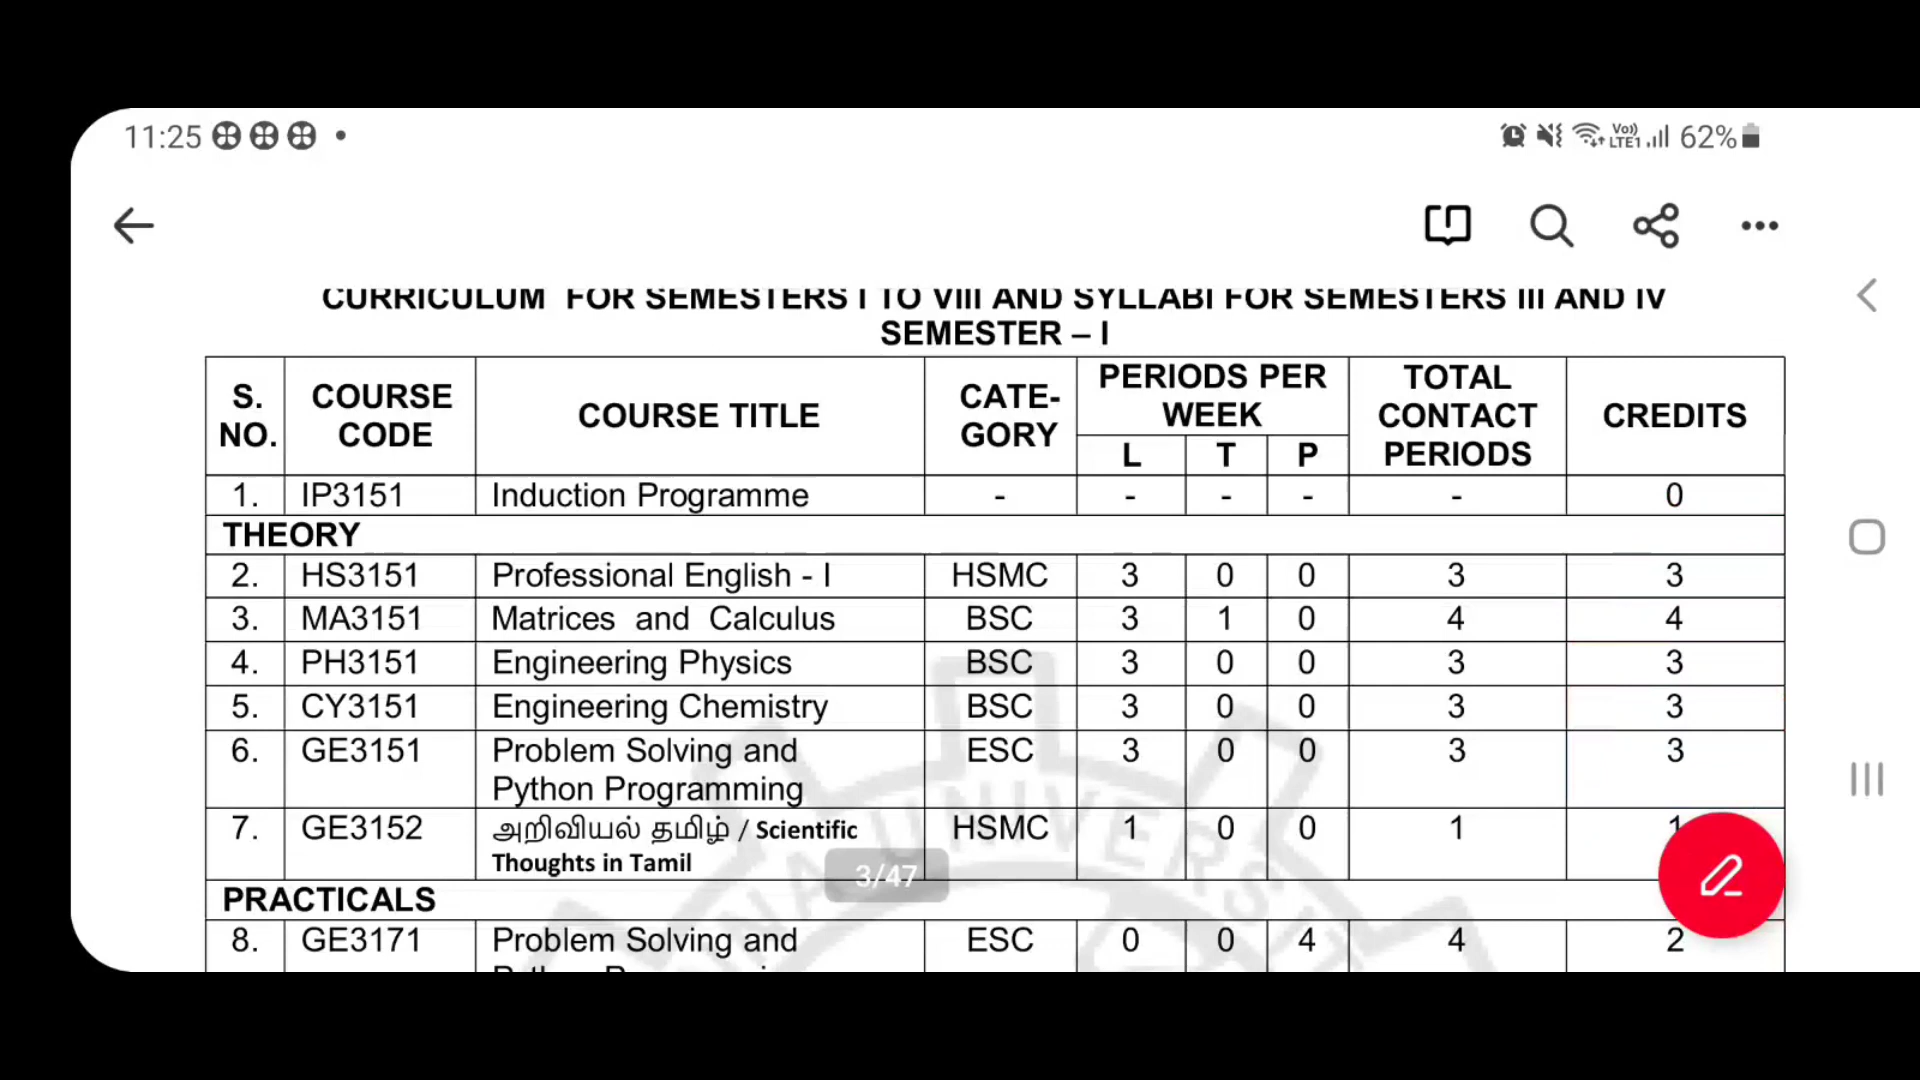 11:25 62%
Vo))
LTE1
CURRICULUM FOR SEMESTERS I TO VIII AND SYLLABI FOR SEMESTERS III AND IV
SEMESTER – I
S. NO. COURSE CODE COURSE TITLE CATE-GORY PERIODS PER WEEK TOTAL CONTACT PERIODS CREDITS
L T P
1. IP3151 Induction Programme - - - - - 0
THEORY
2. HS3151 Professional English - I HSMC 3 0 0 3 3
3. MA3151 Matrices and Calculus BSC 3 1 0 4 4
4. PH3151 Engineering Physics BSC 3 0 0 3 3
5. CY3151 Engineering Chemistry BSC 3 0 0 3 3
6. GE3151 Problem Solving and ESC 3 0 0 3 3
Python Programming
7. GE3152 அறிவியல் தமிழ் / Scientific HSMC 1 0 0 1 1
Thoughts in Tamil
3/47
PRACTICALS
8. GE3171 Problem Solving and ESC 0 0 4 4 2